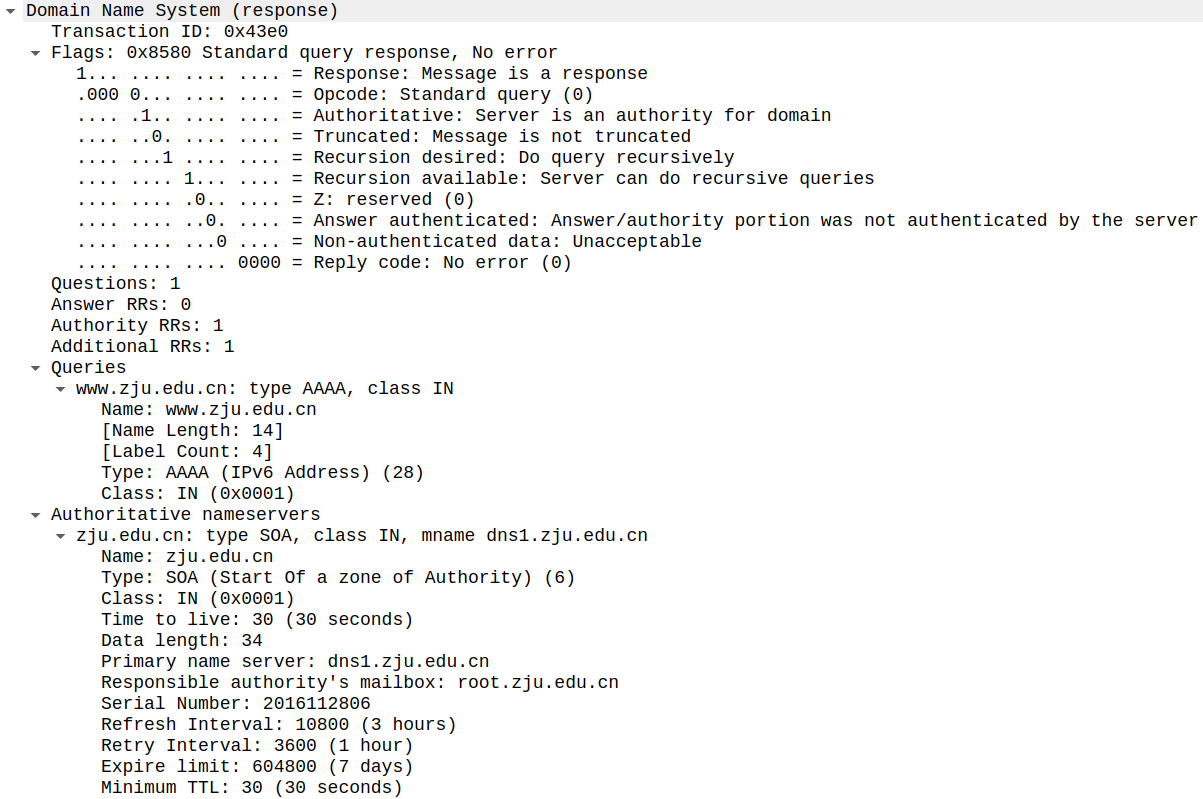 Domain Name System (response)
Transaction ID: 0x43e0
Flags: 0x8580 Standard query response, No error
1... .... .... .... = Response: Message is a response
.000 0... .... .... = Opcode: Standard query (0)
.... .1.. .... .... = Authoritative: Server is an authority for domain
.... ..0. .... .... = Truncated: Message is not truncated
.... ...1 .... .... = Recursion desired: Do query recursively
.... .... 1... .... = Recursion available: Server can do recursive queries
.... .... .0.. .... = Z: reserved (0)
.... .... ..0. .... = Answer authenticated: Answer/authority portion was not authenticated by the server
.... .... ...0 .... = Non-authenticated data: Unacceptable
.... .... .... 0000 = Reply code: No error (0)
Questions: 1
Answer RRs: 0
Authority RRs: 1
Additional RRs: 1
Queries
www.zju.edu.cn: type AAAA, class IN
Name: www.zju.edu.cn
[Name Length: 14]
[Label Count: 4]
Type: AAAA (IPv6 Address) (28)
Class: IN (0x0001)
Authoritative nameservers
zju.edu.cn: type SOA, class IN, mname dns1.zju.edu.cn
Name: zju.edu.cn
Type: SOA (Start Of a zone of Authority) (6)
Class: IN (0x0001)
Time to live: 30 (30 seconds)
Data length: 34
Primary name server: dns1.zju.edu.cn
Responsible authority's mailbox: root.zju.edu.cn
Serial Number: 2016112806
Refresh Interval: 10800 (3 hours)
Retry Interval: 3600 (1 hour)
Expire limit: 604800 (7 days)
Minimum TTL: 30 (30 seconds)